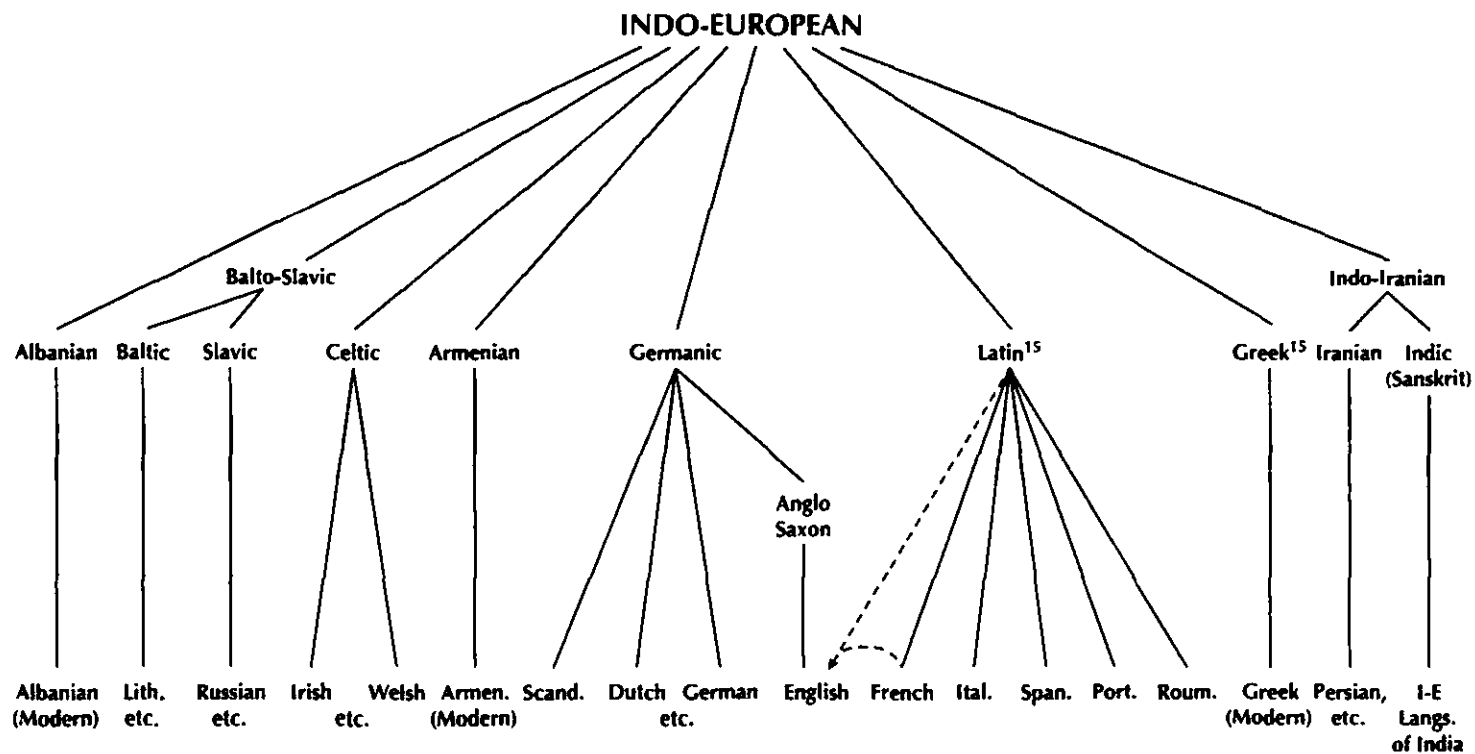 INDO-EUROPEAN
Balto-Slavic
Indo-Iranian
Albanian Baltic Slavic Celtic Armenian Germanic Latin15 Greek15 Iranian Indic
(Sanskrit)
Anglo
Saxon
Albanian Lith. Russian Irish Welsh Armen. Scand. Dutch German English French Ital. Span. Port. Roum. Greek Persian, I-E
(Modern) etc. etc. etc. (Modern) etc. (Modern) etc. Langs.
of India